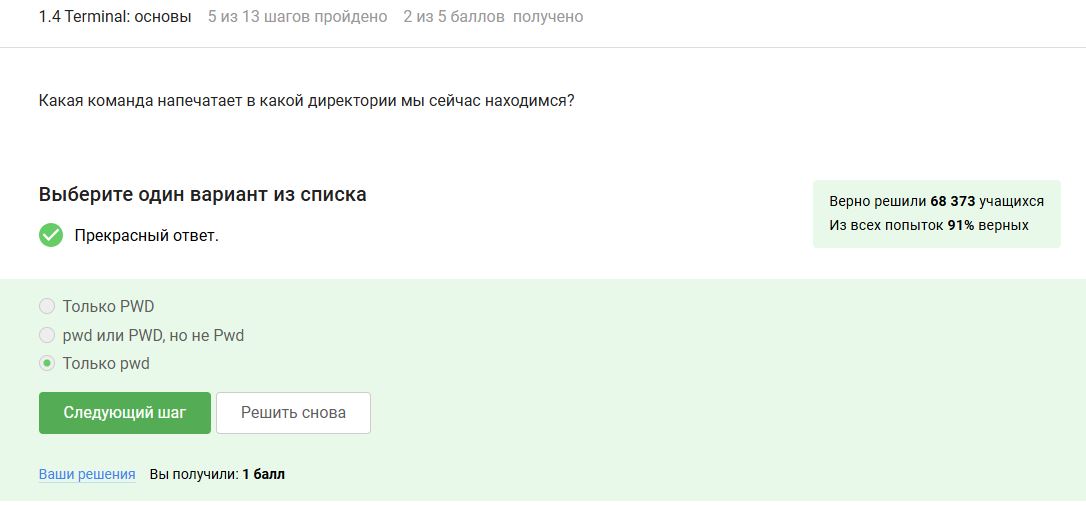 1.4 Terminal: основы 5 из 13 шагов пройдено 2 из 5 баллов получено
Какая команда напечатает в какой директории мы сейчас находимся?
Выберите один вариант из списка
Прекрасный ответ.
Верно решили 68 373 учащихся
Из всех попыток 91% верных
Только PWD
pwd или PWD, но не Pwd
Только pwd
Следующий шаг Решить снова
Ваши решения Вы получили: 1 балл